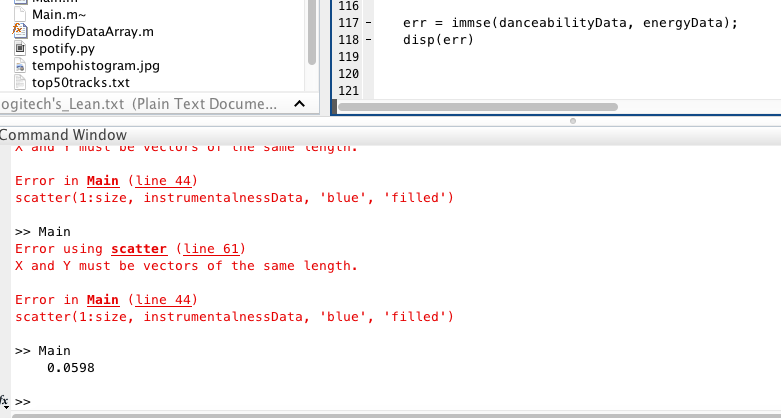 Main.m
Main.m~
modifyDataArray.m
spotify.py
tempohistogram.jpg
top50tracks.txt
ogitech's_Lean.txt (Plain Text Docume...
116
117 - err = immse(danceabilityData, energyData);
118 - disp(err)
119
120
121
Command Window
X and Y must be vectors of the same length.
Error in Main (line 44)
scatter(1:size, instrumentalnessData, 'blue', 'filled')
>> Main
Error using scatter (line 61)
X and Y must be vectors of the same length.
Error in Main (line 44)
scatter(1:size, instrumentalnessData, 'blue', 'filled')
>> Main
0.0598
fx >>